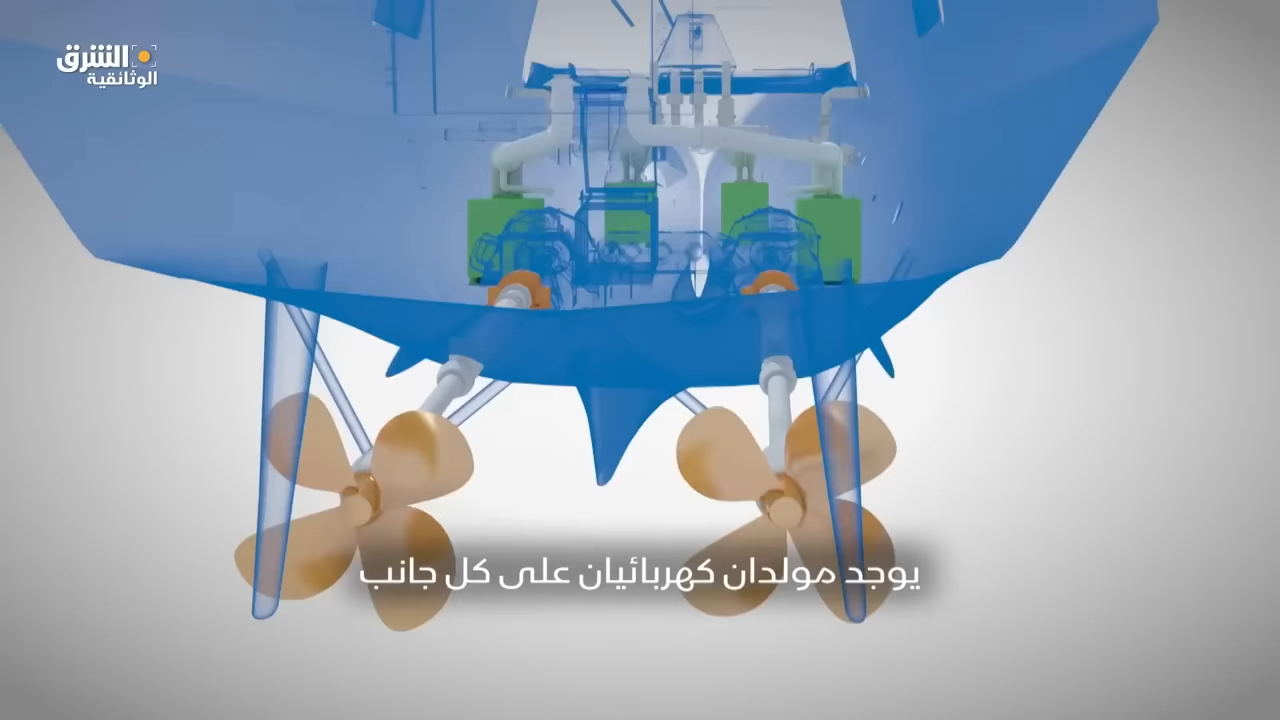 الشرق
الوثائقية
يوجد مولدان كهربائيان على كل جانب